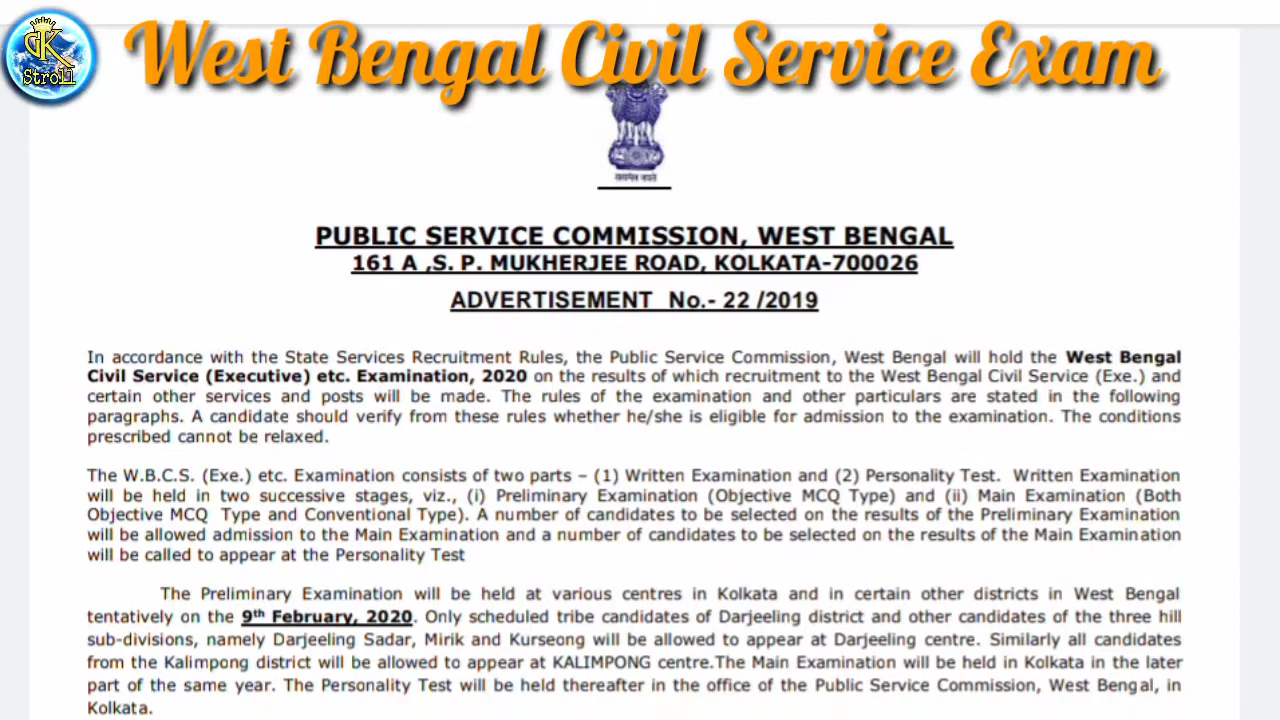 GK
Stroll
West Bengal Civil Service Exam
सत्यमेव जयते
PUBLIC SERVICE COMMISSION, WEST BENGAL
161 A ,S. P. MUKHERJEE ROAD, KOLKATA-700026
ADVERTISEMENT No.- 22 /2019
In accordance with the State Services Recruitment Rules, the Public Service Commission, West Bengal will hold the West Bengal
Civil Service (Executive) etc. Examination, 2020 on the results of which recruitment to the West Bengal Civil Service (Exe.) and
certain other services and posts will be made. The rules of the examination and other particulars are stated in the following
paragraphs. A candidate should verify from these rules whether he/she is eligible for admission to the examination. The conditions
prescribed cannot be relaxed.
The W.B.C.S. (Exe.) etc. Examination consists of two parts – (1) Written Examination and (2) Personality Test. Written Examination
will be held in two successive stages, viz., (i) Preliminary Examination (Objective MCQ Type) and (ii) Main Examination (Both
Objective MCQ Type and Conventional Type). A number of candidates to be selected on the results of the Preliminary Examination
will be allowed admission to the Main Examination and a number of candidates to be selected on the results of the Main Examination
will be called to appear at the Personality Test
The Preliminary Examination will be held at various centres in Kolkata and in certain other districts in West Bengal
tentatively on the 9th February, 2020. Only scheduled tribe candidates of Darjeeling district and other candidates of the three hill
sub-divisions, namely Darjeeling Sadar, Mirik and Kurseong will be allowed to appear at Darjeeling centre. Similarly all candidates
from the Kalimpong district will be allowed to appear at KALIMPONG centre.The Main Examination will be held in Kolkata in the later
part of the same year. The Personality Test will be held thereafter in the office of the Public Service Commission, West Bengal, in
Kolkata.